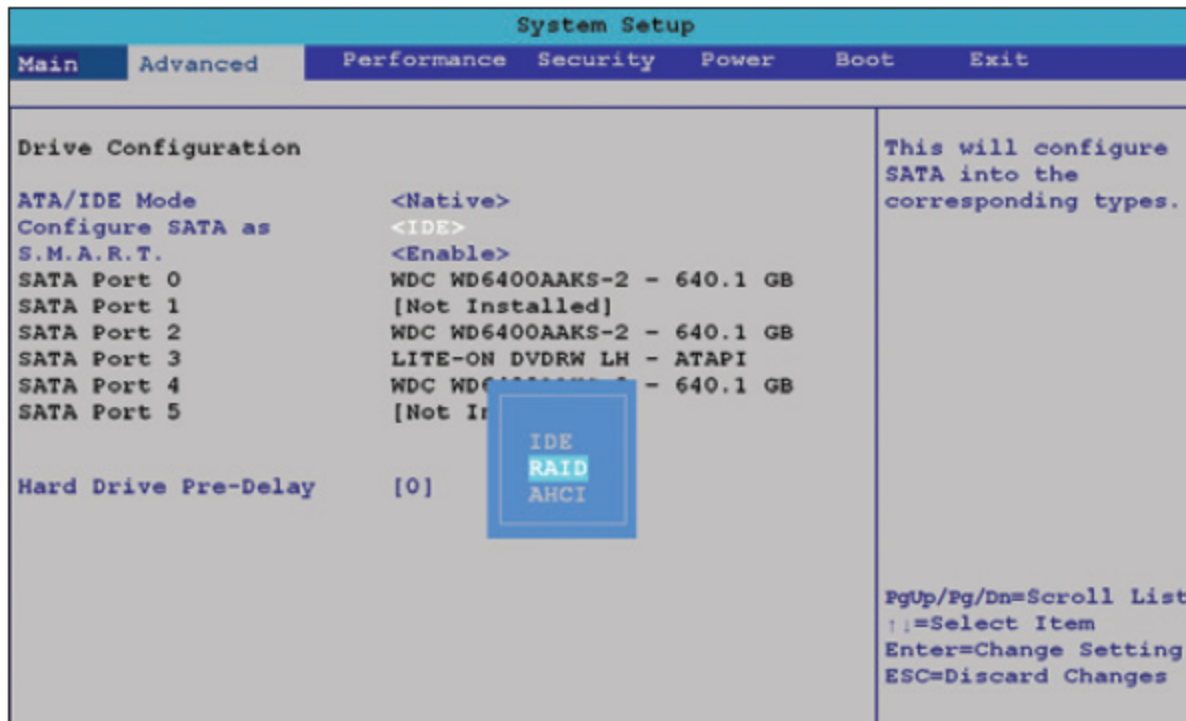 System Setup
Main Advanced Performance Security Power Boot Exit
Drive Configuration
ATA/IDE Mode <Native>
Configure SATA as <IDE>
S.M.A.R.T. <Enable>
SATA Port 0 WDC WD6400AAKS-2 - 640.1 GB
SATA Port 1 [Not Installed]
SATA Port 2 WDC WD6400AAKS-2 - 640.1 GB
SATA Port 3 LITE-ON DVDRW LH - ATAPI
SATA Port 4 WDC - 640.1 GB
SATA Port 5 [Not
Hard Drive Pre-Delay [0]
IDE
RAID
AHCI
This will configure
SATA into the
corresponding types.
PgUp/Pg/Dn=Scroll List
↑↓=Select Item
Enter=Change Setting
ESC=Discard Changes